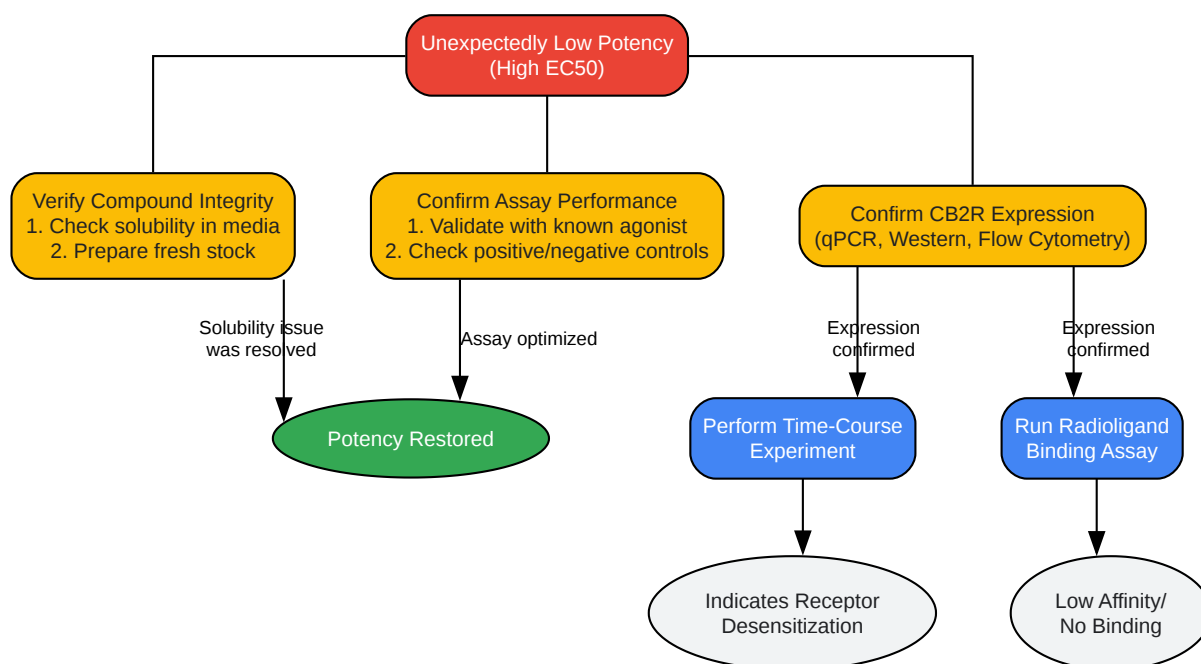 Unexpectedly Low Potency
(High EC50)
Verify Compound Integrity
1. Check solubility in media
2. Prepare fresh stock
Confirm Assay Performance
1. Validate with known agonist
2. Check positive/negative controls
Confirm CB2R Expression
(qPCR, Western, Flow Cytometry)
Solubility issue
was resolved
Assay optimized
Expression
confirmed
Expression
confirmed
Potency Restored
Perform Time-Course
Experiment
Run Radioligand
Binding Assay
Indicates Receptor
Desensitization
Low Affinity/
No Binding